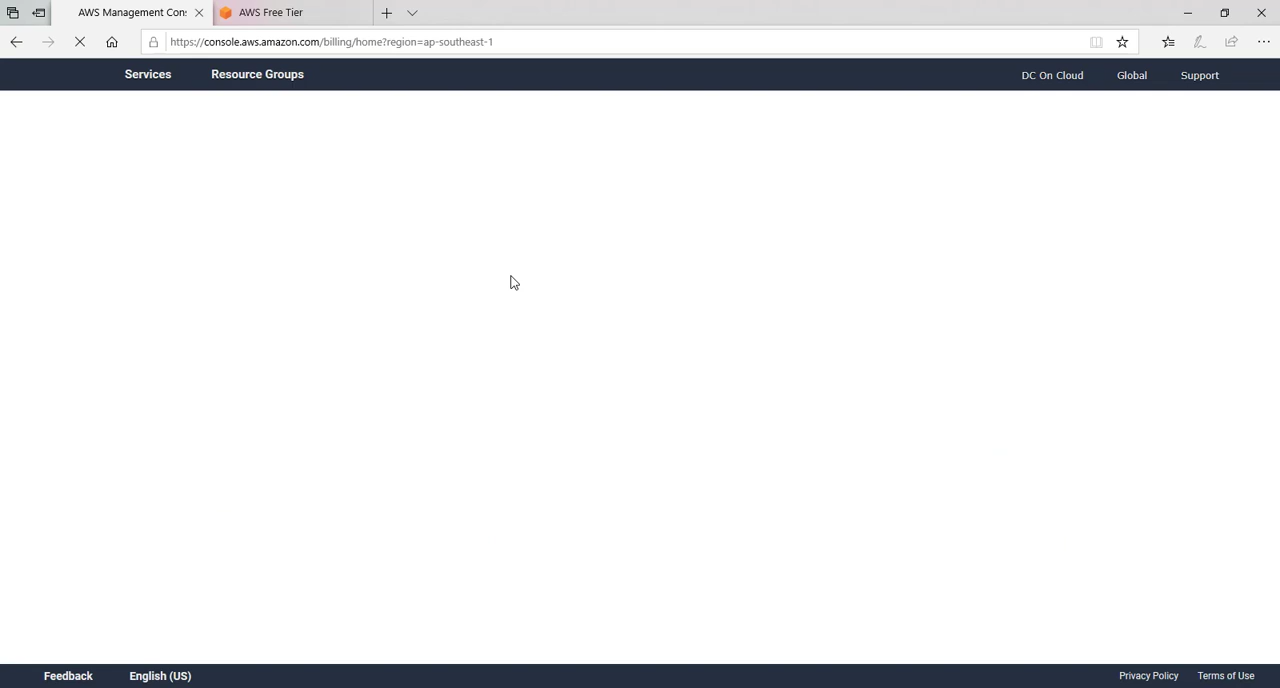 AWS Management Cons
AWS Free Tier
https://console.aws.amazon.com/billing/home?region=ap-southeast-1
Services Resource Groups DC On Cloud Global Support
Feedback English (US) Privacy Policy Terms of Use